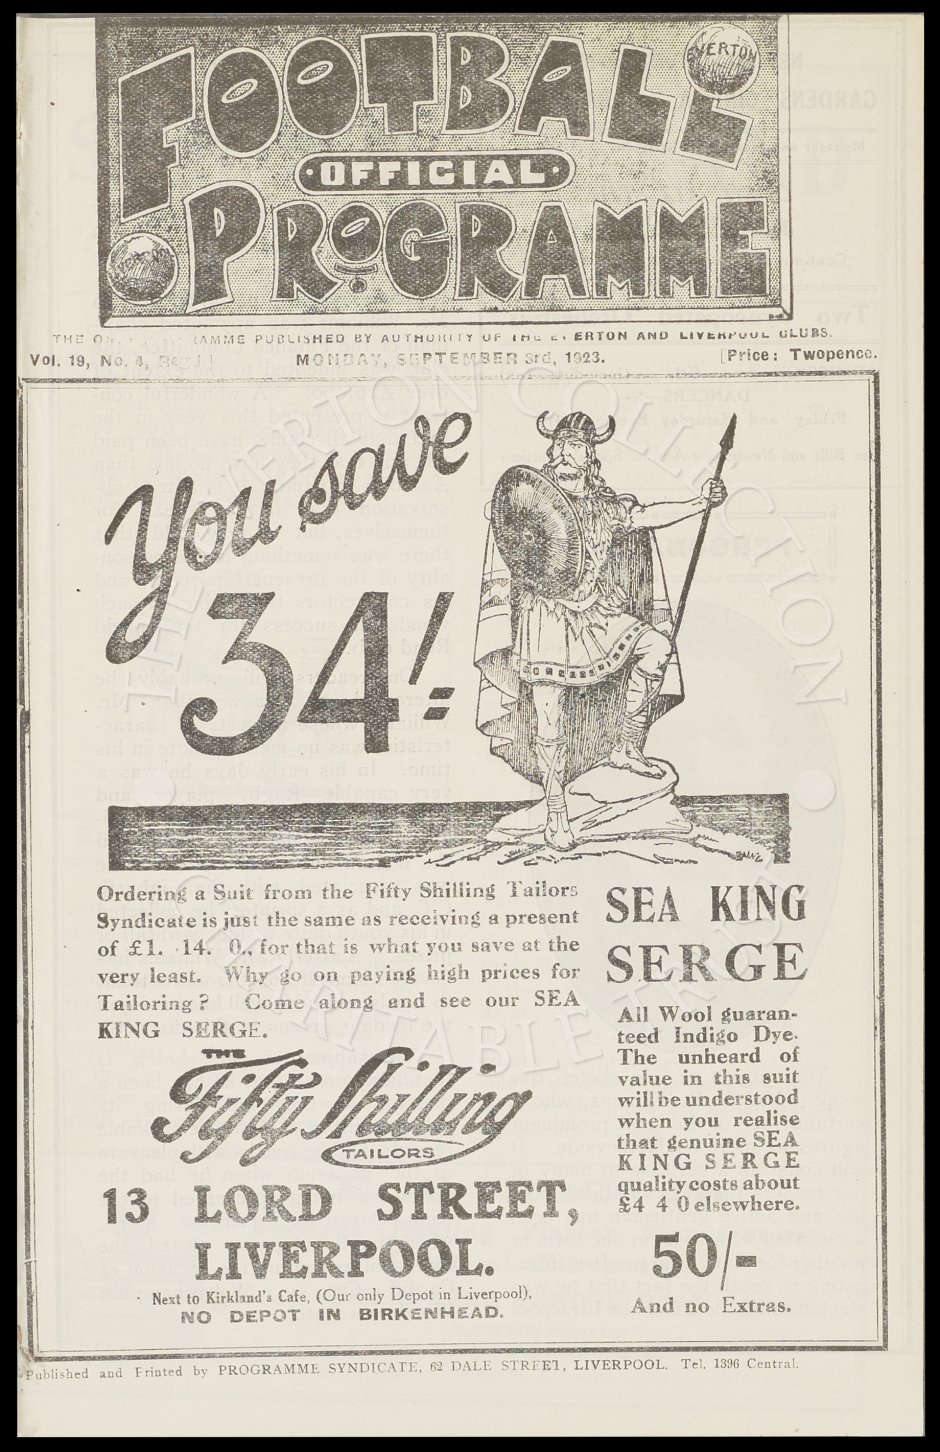 EVERTON
FOOTBALL
·OFFICIAL·
PROGRAMME
PUBLISHED BY AUTHORITY OF THE EVERTON AND LIVERPOOL CLUBS.
Vol. 19, No. 4,
MONDAY, SEPTEMBER 3rd, 1923.
[Price: Twopence.
You save
34/=
Ordering a Suit from the Fifty Shilling Tailors
Syndicate is just the same as receiving a present
of £1. 14. 0., for that is what you save at the
very least. Why go on paying high prices for
Tailoring? Come along and see our SEA
KING SERGE.
THE
Fifty Shilling
TAILORS
13 LORD STREET,
LIVERPOOL.
Next to Kirkland's Cafe, (Our only Depot in Liverpool),
NO DEPOT IN BIRKENHEAD.
SEA KING
SERGE
All Wool guaran-
teed Indigo Dye.
The unheard of
value in this suit
will be understood
when you realise
that genuine SEA
KING SERGE
quality costs about
£4 4 0 elsewhere.
50/-
And no Extras.
Published and Printed by PROGRAMME SYNDICATE, 62 DALE STREET, LIVERPOOL. Tel. 1396 Central.
THE EVERTON COLLECTION
CHARITABLE TRUST